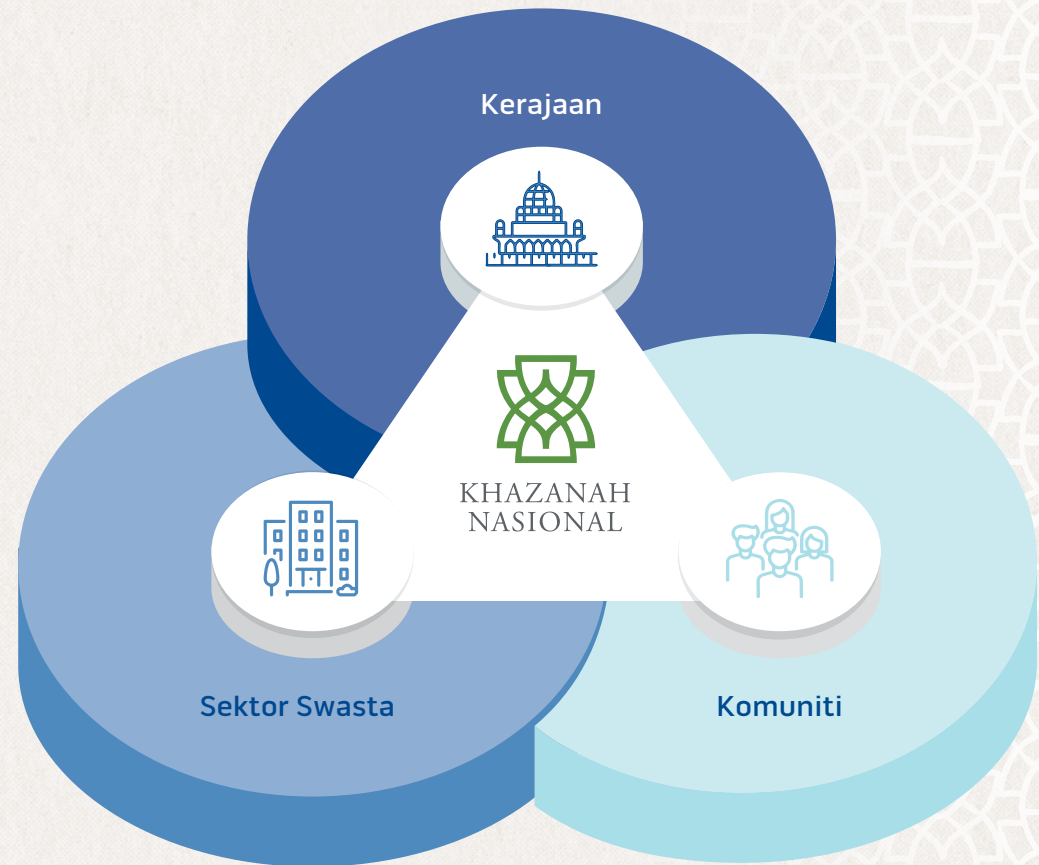 Kerajaan
KHAZANAH
NASIONAL
Sektor Swasta
Komuniti